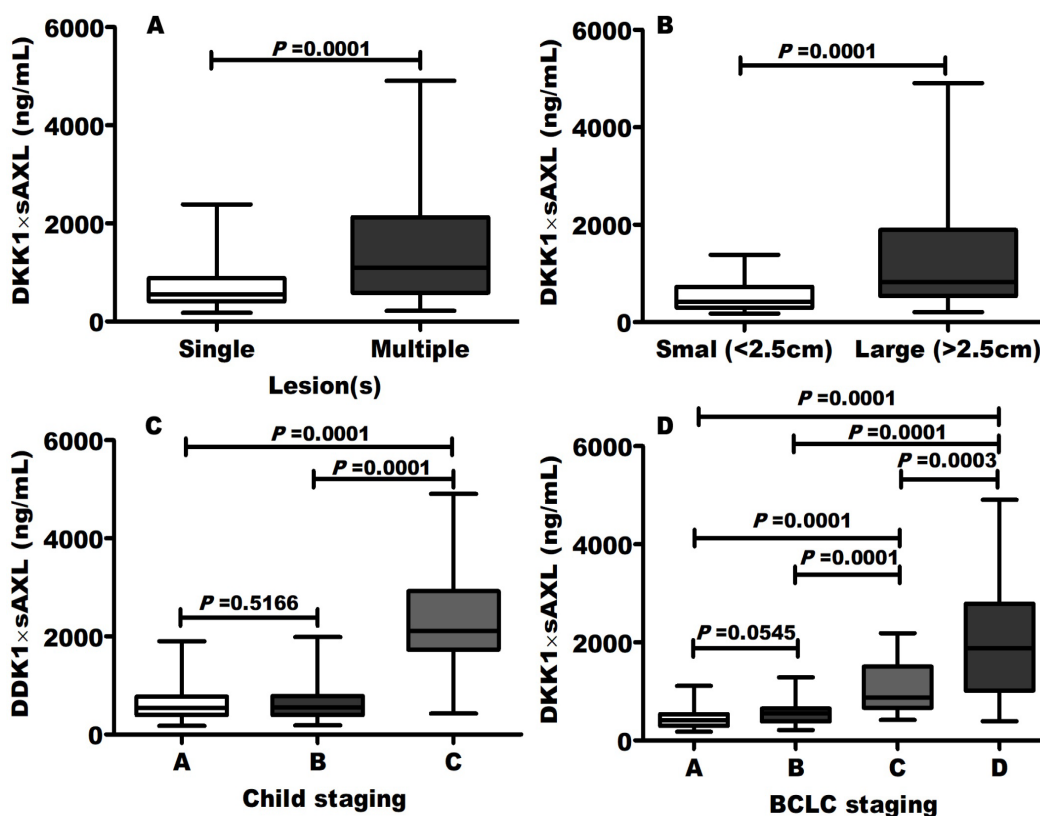 A
DKK1×sAXL (ng/mL)
6000
4000
2000
0
P =0.0001
Single
Multiple
Lesion(s)
B
DKK1×sAXL (ng/mL)
6000
4000
2000
0
P =0.0001
Smal (<2.5cm)
Large (>2.5cm)
C
DDK1×sAXL (ng/mL)
6000
4000
2000
0
P =0.0001
P =0.0001
P =0.5166
A
B
C
Child staging
D
DKK1×sAXL (ng/mL)
6000
4000
2000
0
P =0.0001
P =0.0001
P =0.0003
P =0.0001
P =0.0001
P =0.0545
A
B
C
D
BCLC staging